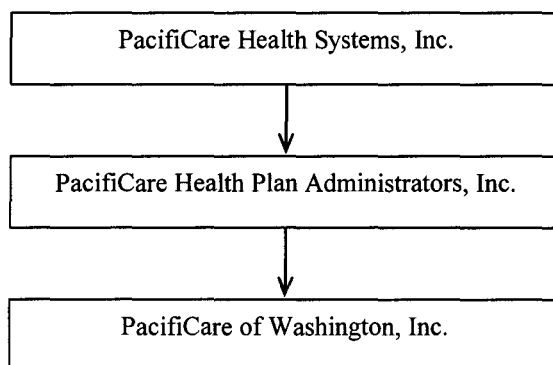 PacifiCare Health Systems, Inc.
PacifiCare Health Plan Administrators, Inc.
PacifiCare of Washington, Inc.